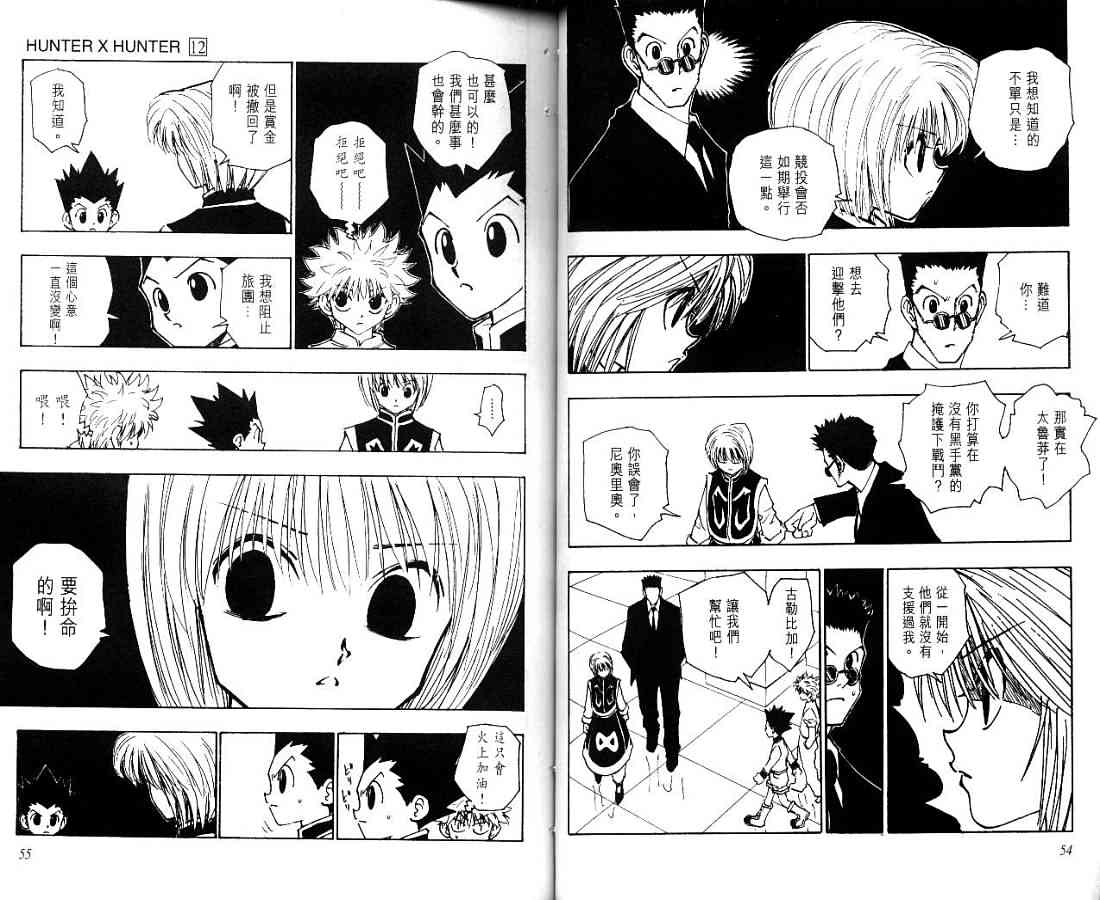 我想知道的
不單只是…
競投會否
如期舉行
這一點。
難道
你…
想去
迎擊他們？
那實在
太魯莽了！
你打算在
沒有黑手黨的
掩護下戰鬥？
你誤會了，
尼奧里奧。
從一開始，
他們就沒有
支援過我。
古勒比加！
讓我們
幫忙吧！
54
HUNTER X HUNTER 12
甚麼
也可以的！
我們甚麼事
也會幹的。
拒絕吧～
拒絕吧～
但是賞金
被撤回了
啊！
我知道。
我想阻止
旅團…
這個心意
一直沒變啊！
……
喂！
喂！
要拚命
的啊！
這只會
火上加油！
55